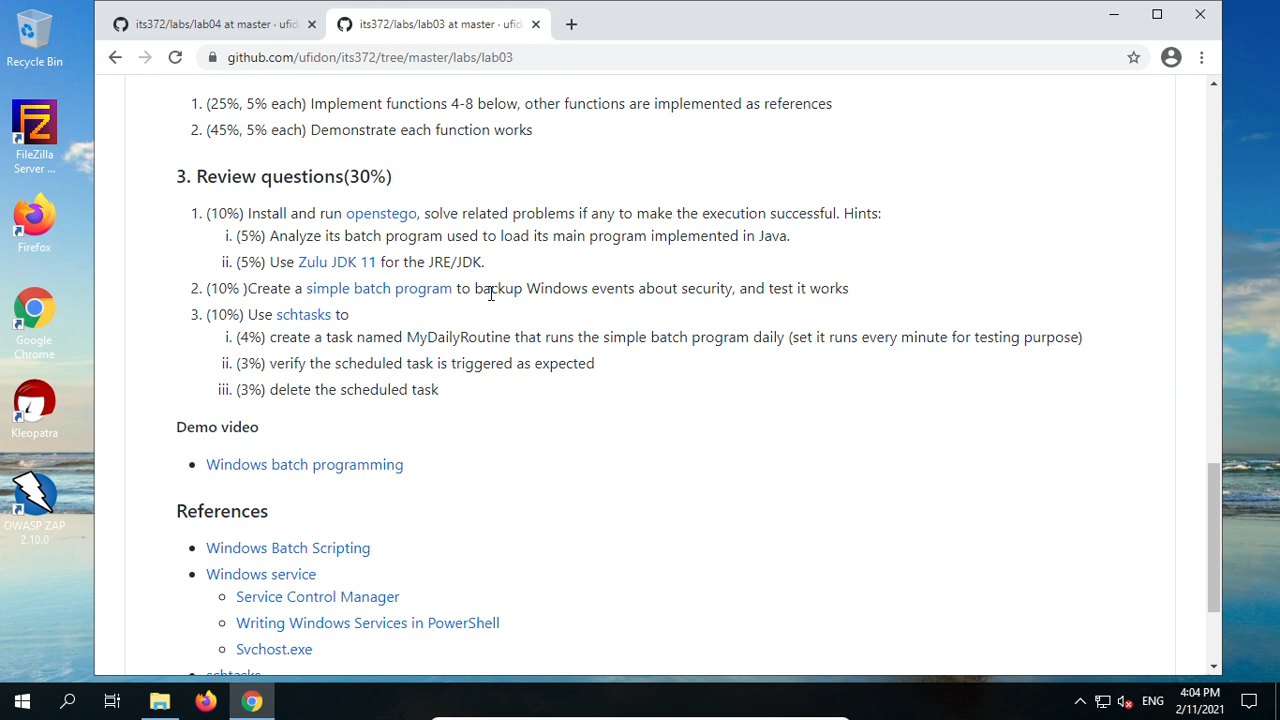 Recycle Bin
FileZilla
Server ...
Firefox
Google
Chrome
Kleopatra
OWASP ZAP
2.10.0
its372/labs/lab04 at master · ufid
its372/labs/lab03 at master · ufid
github.com/ufidon/its372/tree/master/labs/lab03
1. (25%, 5% each) Implement functions 4-8 below, other functions are implemented as references
2. (45%, 5% each) Demonstrate each function works
3. Review questions(30%)
1. (10%) Install and run openstego, solve related problems if any to make the execution successful. Hints:
i. (5%) Analyze its batch program used to load its main program implemented in Java.
ii. (5%) Use Zulu JDK 11 for the JRE/JDK.
2. (10% )Create a simple batch program to backup Windows events about security, and test it works
3. (10%) Use schtasks to
i. (4%) create a task named MyDailyRoutine that runs the simple batch program daily (set it runs every minute for testing purpose)
ii. (3%) verify the scheduled task is triggered as expected
iii. (3%) delete the scheduled task
Demo video
• Windows batch programming
References
• Windows Batch Scripting
• Windows service
○ Service Control Manager
○ Writing Windows Services in PowerShell
○ Svchost.exe
• schtasks
ENG
4:04 PM
2/11/2021